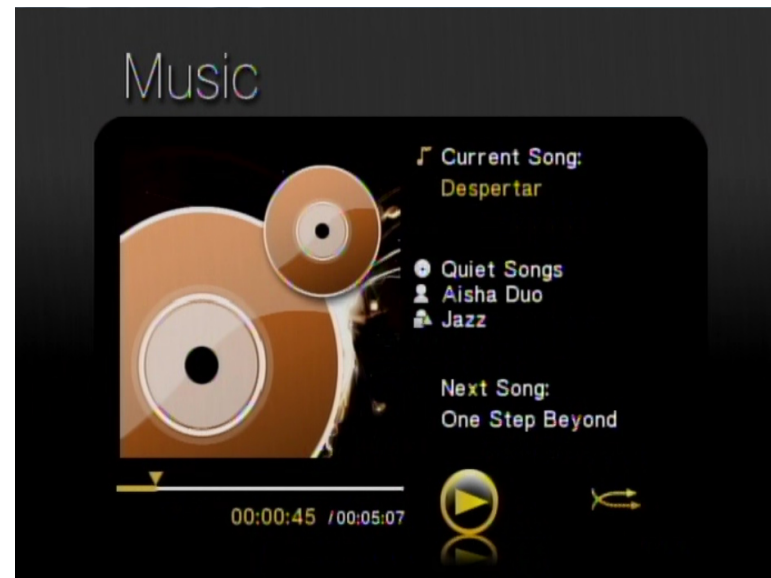 Music
Current Song:
Despertar
Quiet Songs
Aisha Duo
Jazz
Next Song:
One Step Beyond
00:00:45 /00:05:07